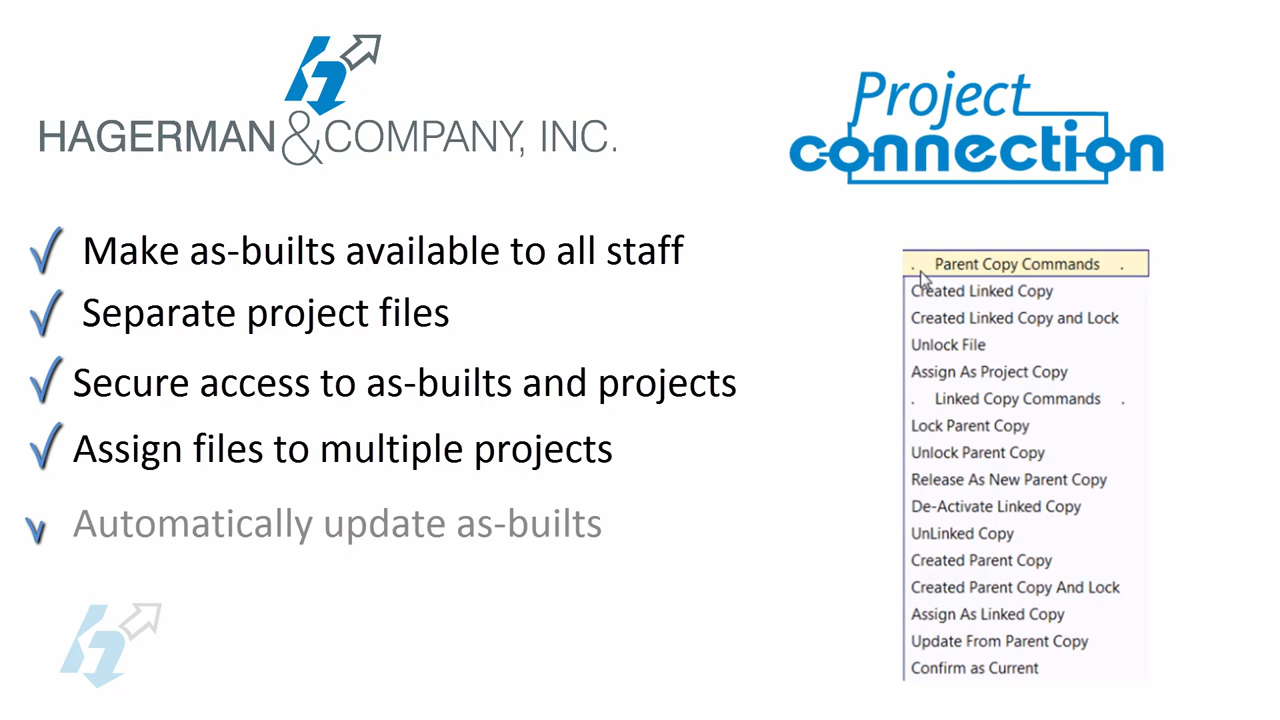 HAGERMAN & COMPANY, INC.
Project
connection
Make as-builts available to all staff
Separate project files
Secure access to as-builts and projects
Assign files to multiple projects
Automatically update as-builts
. Parent Copy Commands .
Created Linked Copy
Created Linked Copy and Lock
Unlock File
Assign As Project Copy
. Linked Copy Commands .
Lock Parent Copy
Unlock Parent Copy
Release As New Parent Copy
De-Activate Linked Copy
UnLinked Copy
Created Parent Copy
Created Parent Copy And Lock
Assign As Linked Copy
Update From Parent Copy
Confirm as Current